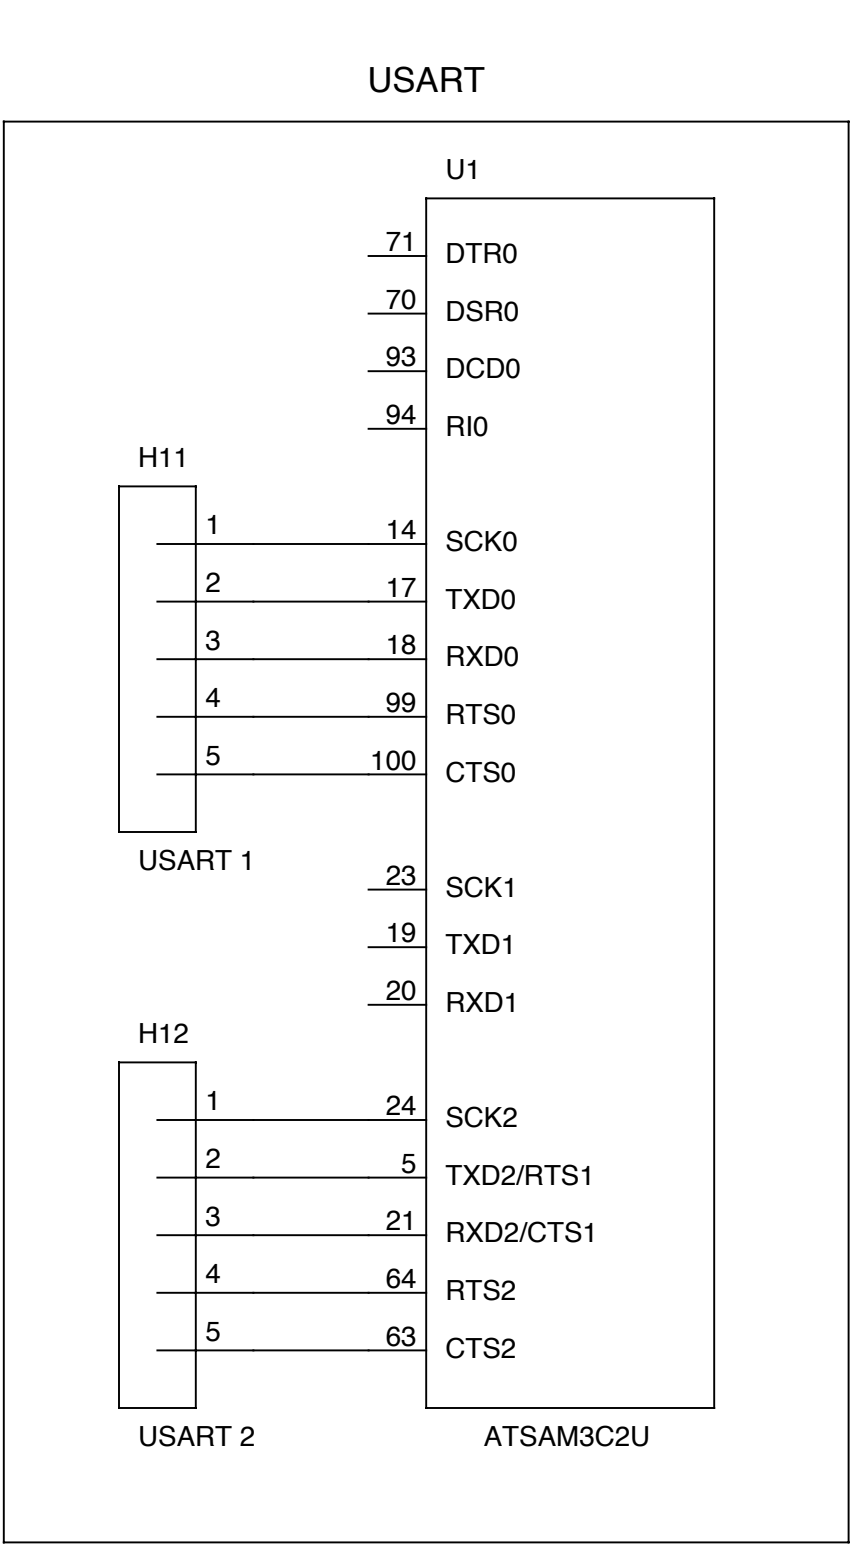 USART
U1
71 DTR0
70 DSR0
93 DCD0
94 RI0
H11
1 14 SCK0
2 17 TXD0
3 18 RXD0
4 99 RTS0
5 100 CTS0
USART 1
23 SCK1
19 TXD1
20 RXD1
H12
1 24 SCK2
2 5 TXD2/RTS1
3 21 RXD2/CTS1
4 64 RTS2
5 63 CTS2
USART 2 ATSAM3C2U